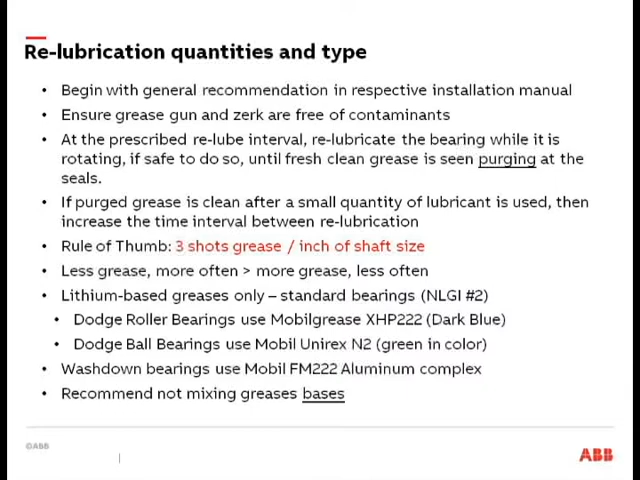 Re-lubrication quantities and type
• Begin with general recommendation in respective installation manual
• Ensure grease gun and zerk are free of contaminants
• At the prescribed re-lube interval, re-lubricate the bearing while it is
rotating, if safe to do so, until fresh clean grease is seen purging at the
seals.
• If purged grease is clean after a small quantity of lubricant is used, then
increase the time interval between re-lubrication
• Rule of Thumb: 3 shots grease / inch of shaft size
• Less grease, more often > more grease, less often
• Lithium-based greases only – standard bearings (NLGI #2)
• Dodge Roller Bearings use Mobilgrease XHP222 (Dark Blue)
• Dodge Ball Bearings use Mobil Unirex N2 (green in color)
• Washdown bearings use Mobil FM222 Aluminum complex
• Recommend not mixing greases bases
©ABB
|
ABB